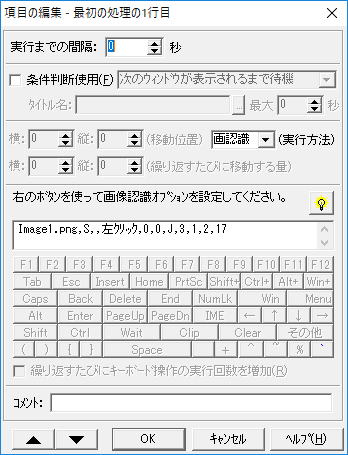 項目の編集 - 最初の処理の1行目
実行までの間隔: 0 秒
条件判断使用(F) 次のウィンドウが表示されるまで待機
タイトル名: ... 最大 0 秒
横: 0 縦: 0 (移動位置) 画認識 (実行方法)
横: 0 縦: 0 (繰り返すたびに移動する量)
右のボタンを使って画像認識オプションを設定してください。
Image1.png,S,,左クリック,0,0,J,3,1,2,17
F1 F2 F3 F4 F5 F6 F7 F8 F9 F10 F11 F12
Tab Esc Insert Home PrtSc Shift+ Ctrl+ Alt+ Win+
Caps Back Delete End NumLk Win Menu
Alt Enter PageUp PageDn IME ← ↑ ↓ →
Shift Ctrl Wait Clip Clear その他
( ) { } Space + ^ ~ % `
繰り返すたびにキーボード操作の実行回数を増加(R)
コメント:
▲ ▼ OK キャンセル ヘルプ(H)